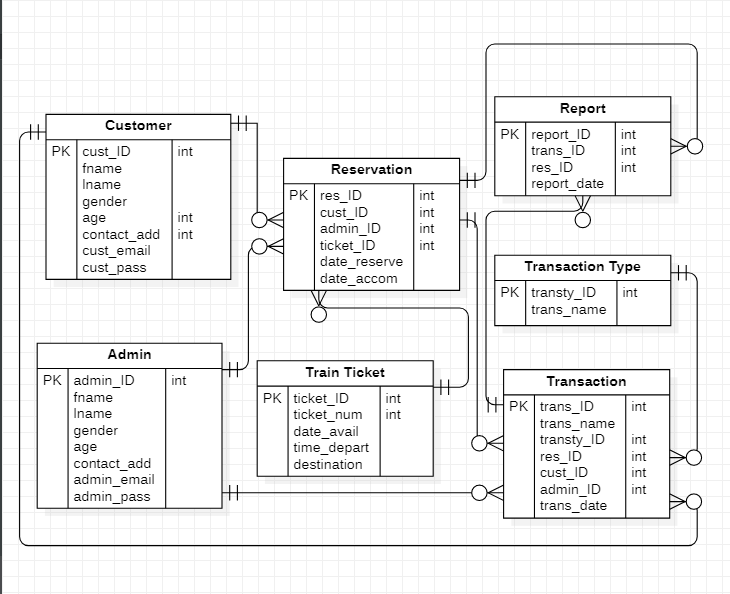 Customer
PK cust_ID int
fname
lname
gender
age int
contact_add int
cust_email
cust_pass
Reservation
PK res_ID int
cust_ID int
admin_ID int
ticket_ID int
date_reserve
date_accom
Report
PK report_ID int
trans_ID int
res_ID int
report_date
Transaction Type
PK transty_ID int
trans_name
Admin
PK admin_ID int
fname
lname
gender
age
contact_add
admin_email
admin_pass
Train Ticket
PK ticket_ID int
ticket_num int
date_avail
time_depart
destination
Transaction
PK trans_ID int
trans_name
transty_ID int
res_ID int
cust_ID int
admin_ID int
trans_date